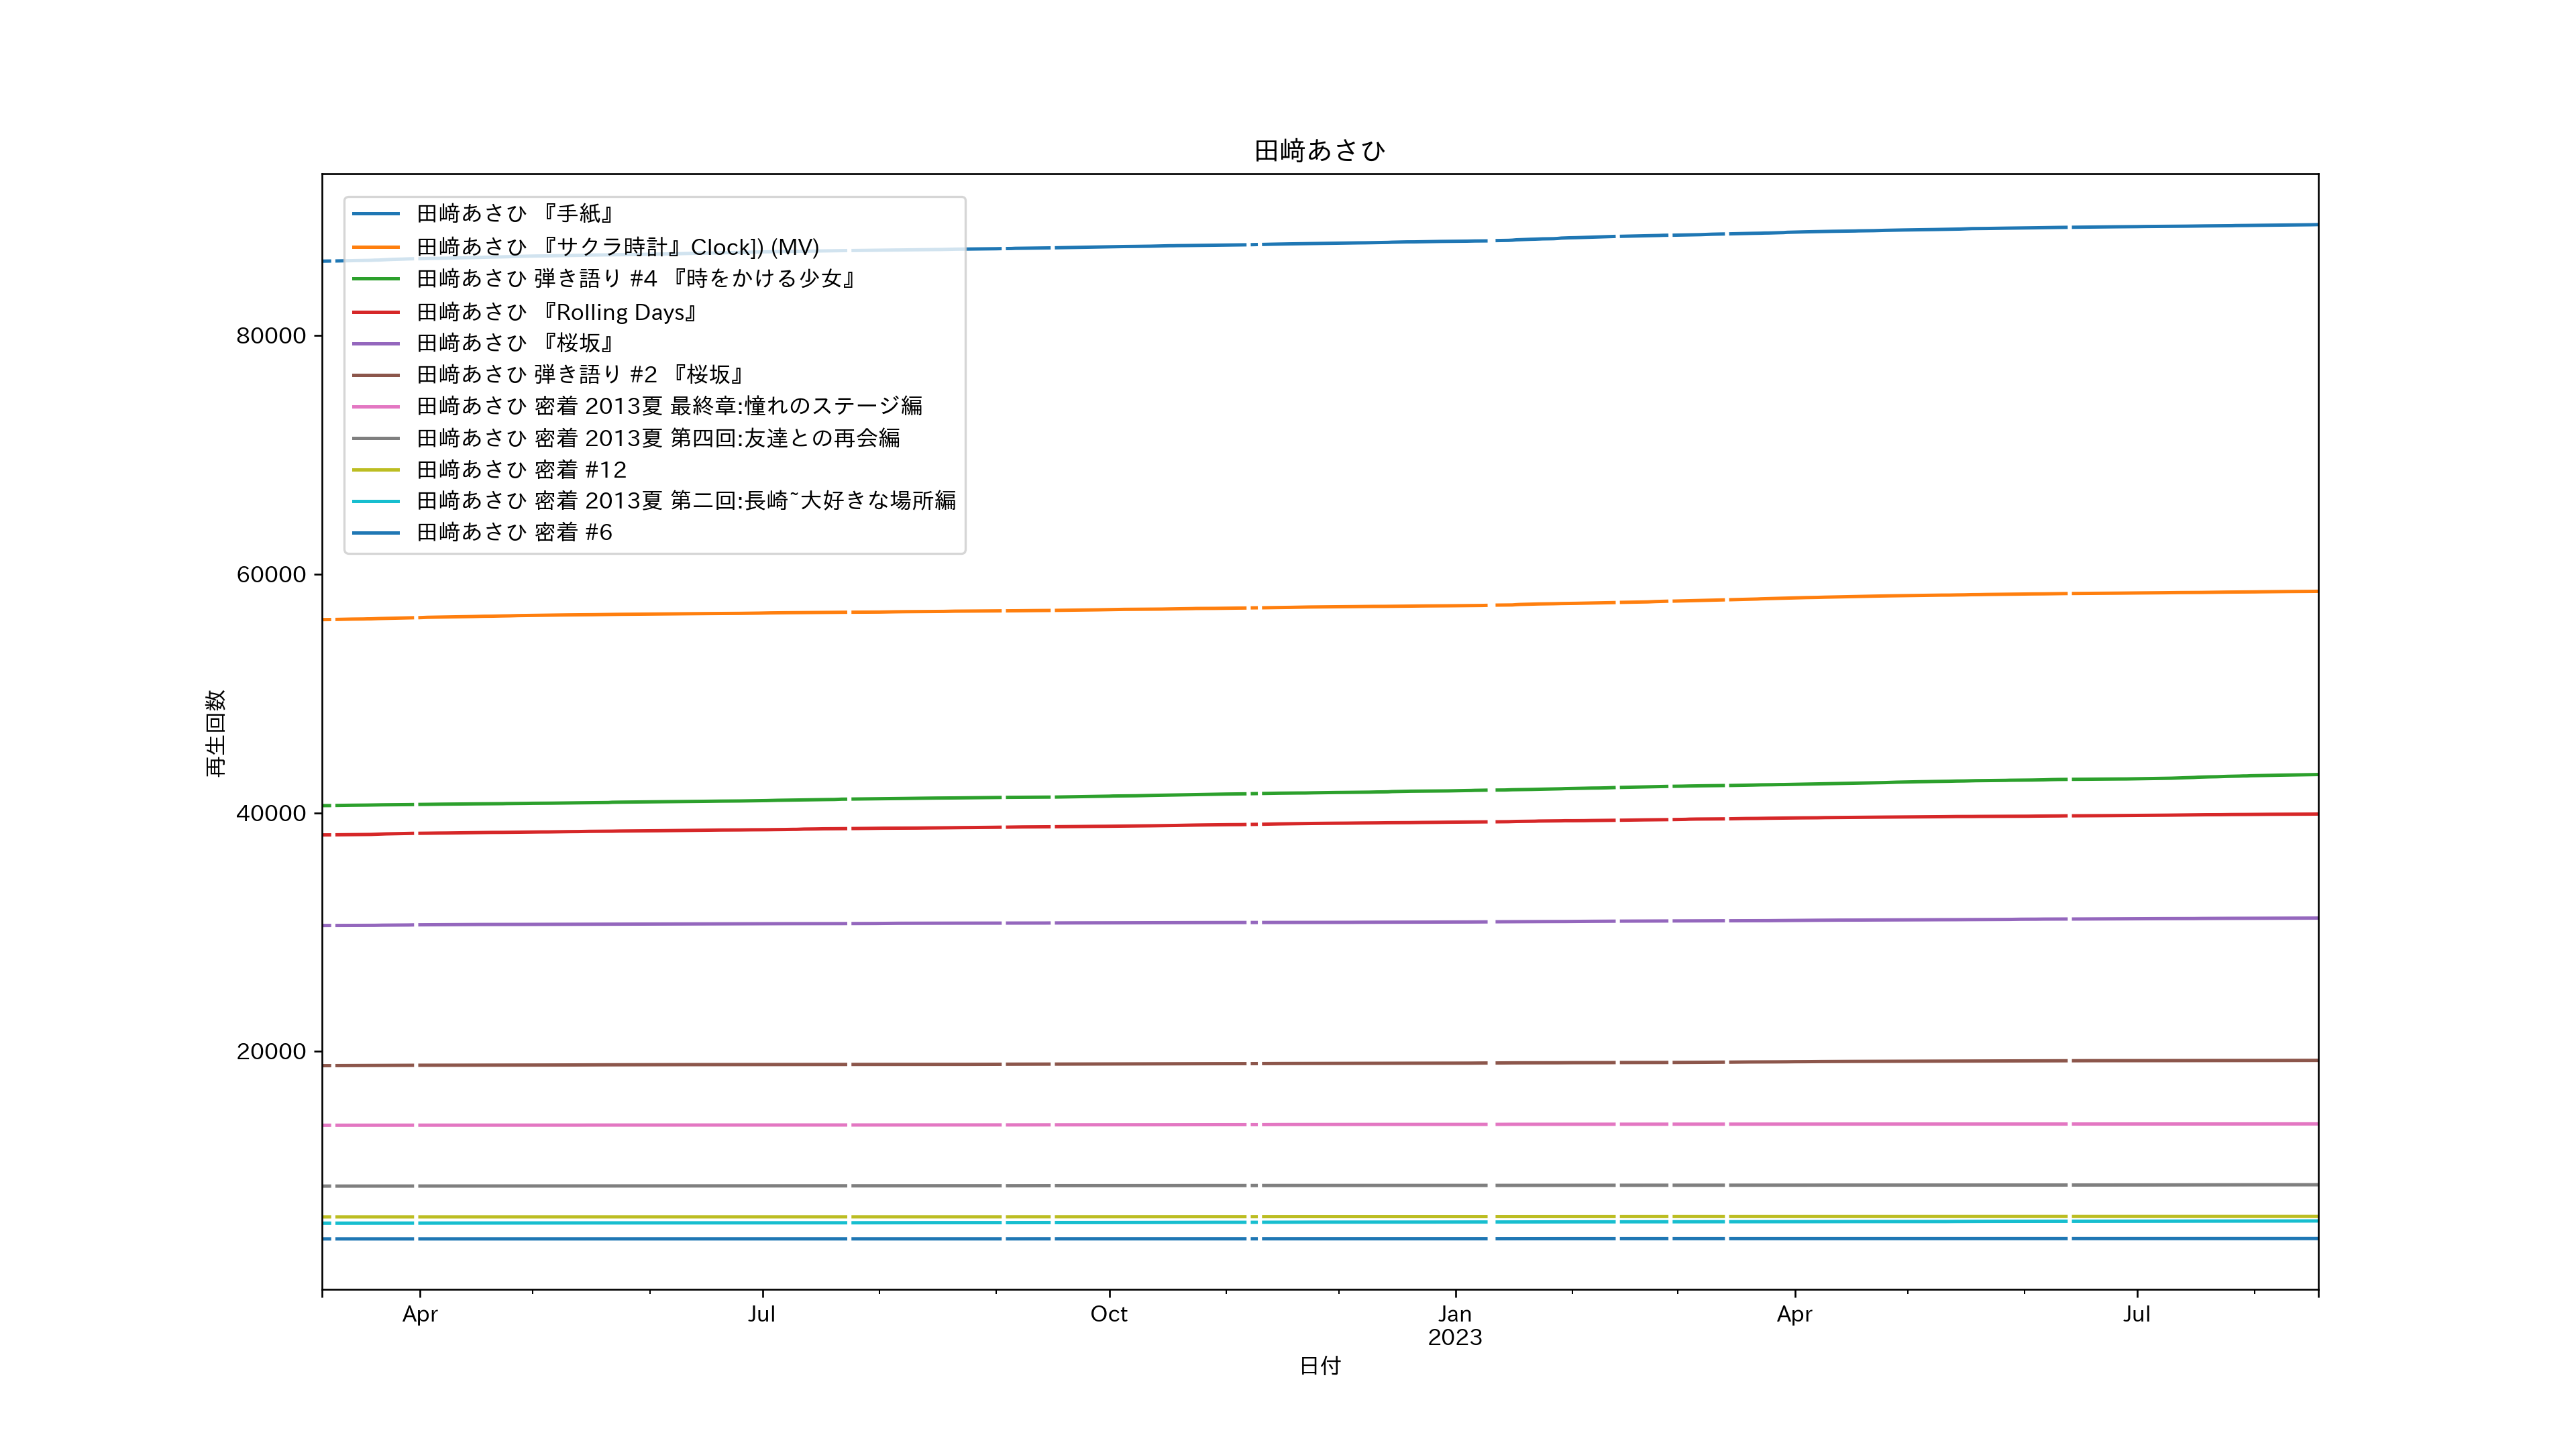 田﨑あさひ
田﨑あさひ 『手紙』
田﨑あさひ 『サクラ時計』Clock]) (MV)
田﨑あさひ 弾き語り #4 『時をかける少女』
田﨑あさひ 『Rolling Days』
田﨑あさひ 『桜坂』
田﨑あさひ 弾き語り #2 『桜坂』
田﨑あさひ 密着 2013夏 最終章:憧れのステージ編
田﨑あさひ 密着 2013夏 第四回:友達との再会編
田﨑あさひ 密着 #12
田﨑あさひ 密着 2013夏 第二回:長崎~大好きな場所編
田﨑あさひ 密着 #6
80000
60000
40000
20000
再生回数
Apr Jul Oct Jan Apr Jul
2023
日付